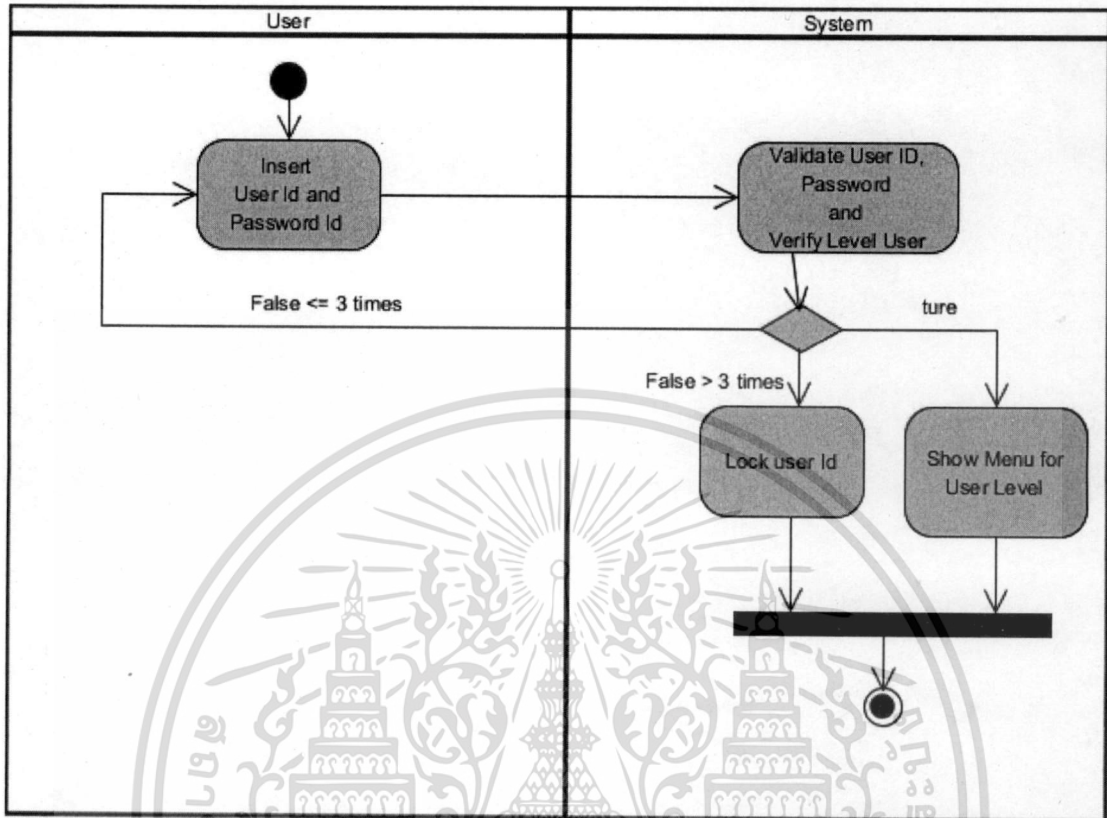 User
System
Insert
User Id and
Password Id
Validate User ID,
Password
and
Verify Level User
False <= 3 times
ture
False > 3 times
Lock user Id
Show Menu for
User Level